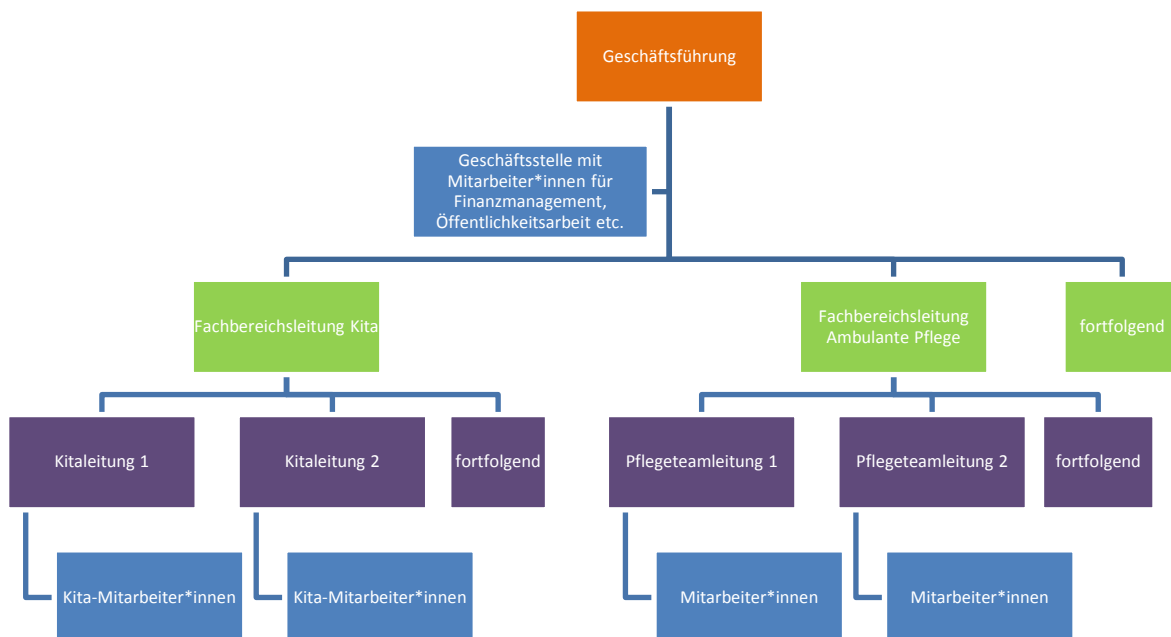 Geschäftsführung
Geschäftsstelle mit
Mitarbeiter*innen für
Finanzmanagement,
Öffentlichkeitsarbeit etc.
Fachbereichsleitung Kita
Fachbereichsleitung
Ambulante Pflege
fortfolgend
Kitaleitung 1
Kitaleitung 2
fortfolgend
Pflegeteamleitung 1
Pflegeteamleitung 2
fortfolgend
Kita-Mitarbeiter*innen
Kita-Mitarbeiter*innen
Mitarbeiter*innen
Mitarbeiter*innen